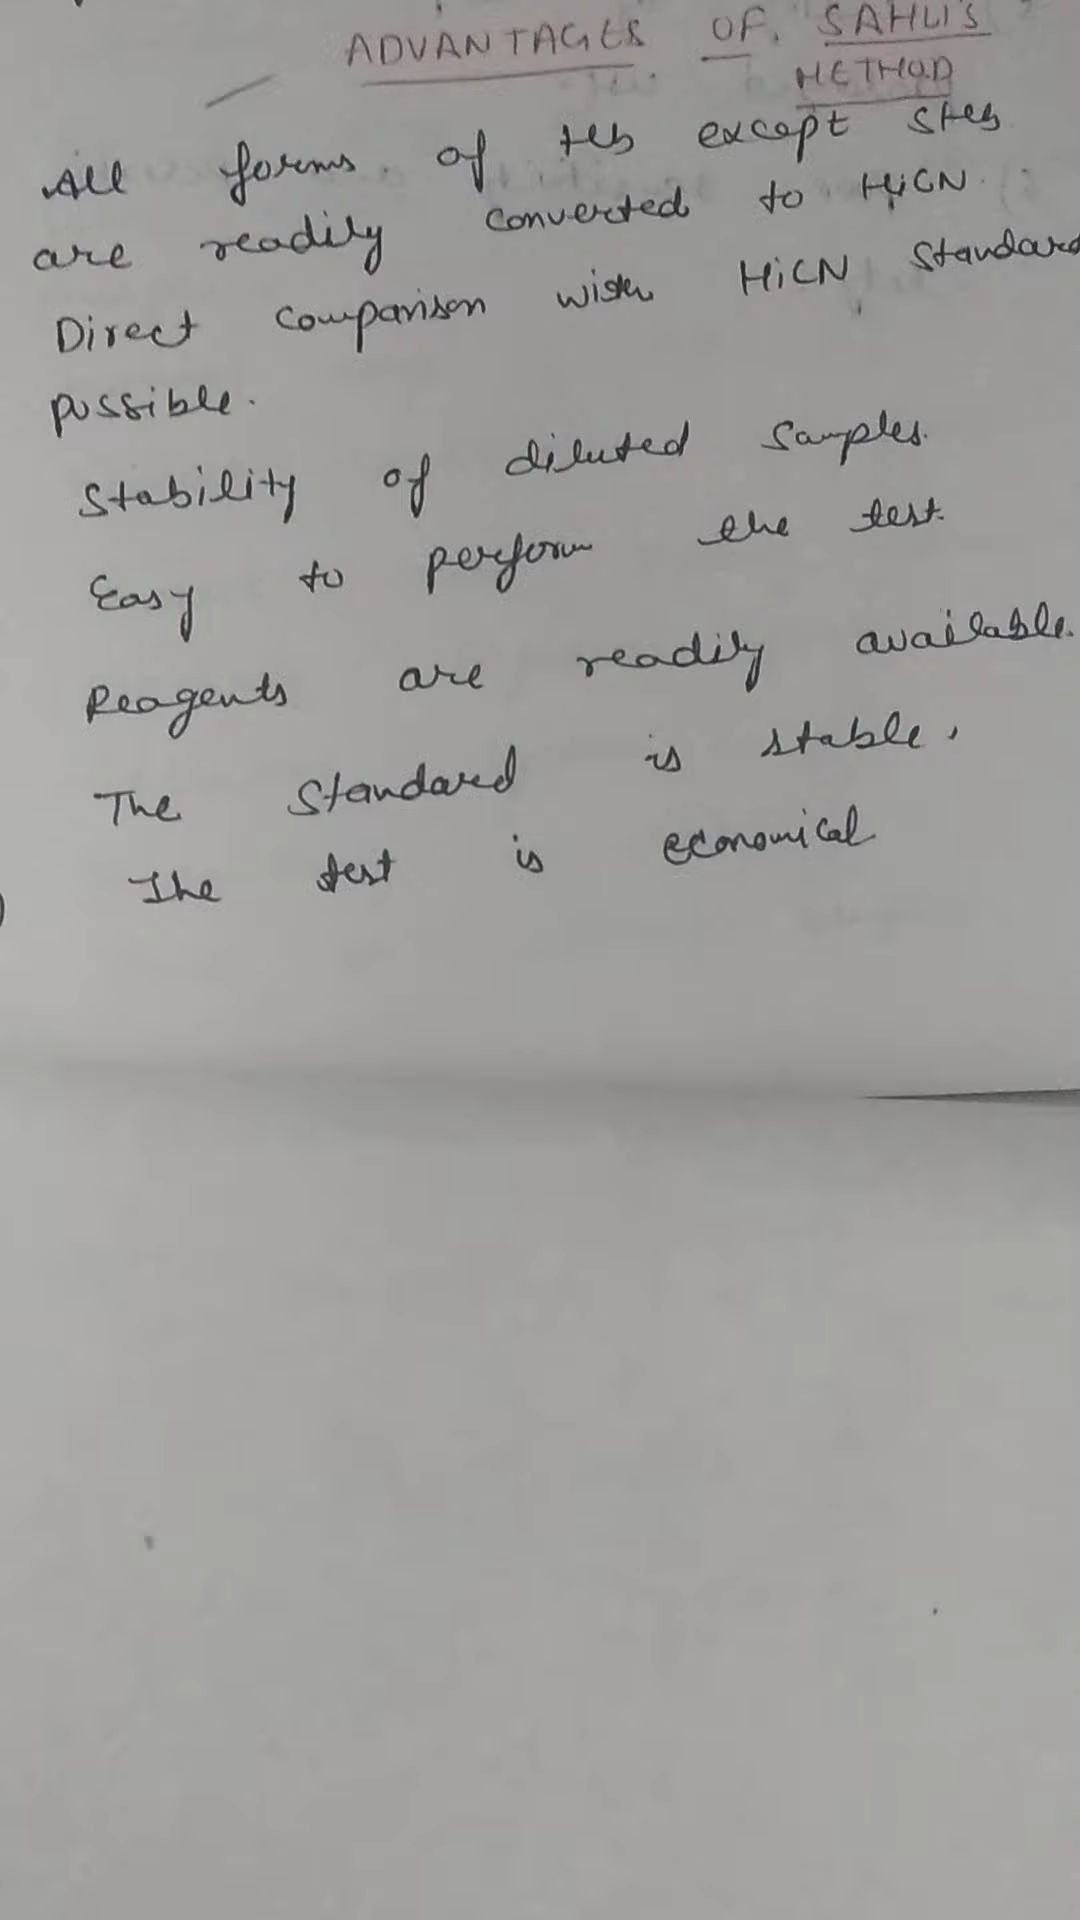 ADVANTAGES OF SAHLI'S
METHOD
All forms of Hb except SHb
are readily converted to HiCN
Direct comparison with HiCN Standard
possible.
Stability of diluted samples.
Easy to perform the test.
Reagents are readily available.
The Standard is stable.
The test is economical